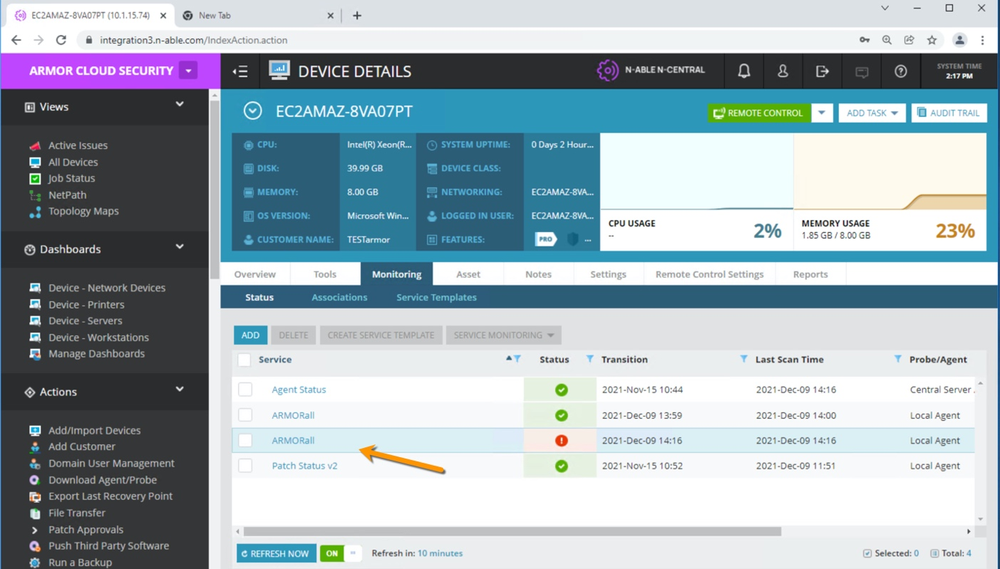 EC2AMAZ-8VA07PT (10.1.15.74)
New Tab
integration3.n-able.com/IndexAction.action
ARMOR CLOUD SECURITY
DEVICE DETAILS
N-ABLE N-CENTRAL
SYSTEM TIME
2:17 PM
Views
Active Issues
All Devices
Job Status
NetPath
Topology Maps
Dashboards
Device - Network Devices
Device - Printers
Device - Servers
Device - Workstations
Manage Dashboards
Actions
Add/Import Devices
Add Customer
Domain User Management
Download Agent/Probe
Export Last Recovery Point
File Transfer
Patch Approvals
Push Third Party Software
Run a Backup
EC2AMAZ-8VA07PT
REMOTE CONTROL
ADD TASK
AUDIT TRAIL
CPU: Intel(R) Xeon(R... SYSTEM UPTIME: 0 Days 2 Hour...
DISK: 39.99 GB DEVICE CLASS:
MEMORY: 8.00 GB NETWORKING: EC2AMAZ-8VA...
OS VERSION: Microsoft Win... LOGGED IN USER: EC2AMAZ-8VA...
CUSTOMER NAME: TESTarmor FEATURES: PRO ...
CPU USAGE
--
2%
MEMORY USAGE
1.85 GB / 8.00 GB
23%
Overview Tools Monitoring Asset Notes Settings Remote Control Settings Reports
Status Associations Service Templates
ADD DELETE CREATE SERVICE TEMPLATE SERVICE MONITORING
Service Status Transition Last Scan Time Probe/Agent
Agent Status 2021-Nov-15 10:44 2021-Dec-09 14:16 Central Server .
ARMORall 2021-Dec-09 13:59 2021-Dec-09 14:00 Local Agent
ARMORall 2021-Dec-09 14:16 2021-Dec-09 14:16 Local Agent
Patch Status v2 2021-Nov-15 10:52 2021-Dec-09 11:51 Local Agent
REFRESH NOW ON Refresh in: 10 minutes Selected: 0 Total: 4